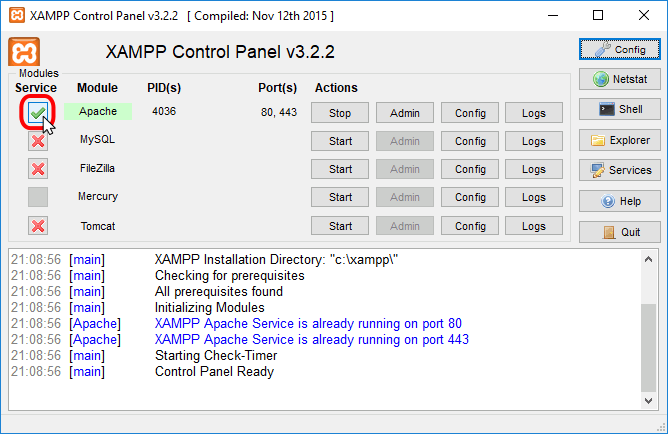 XAMPP Control Panel v3.2.2   [ Compiled: Nov 12th 2015 ]
XAMPP Control Panel v3.2.2
Config
Modules
Service Module PID(s) Port(s) Actions
Netstat
Apache 4036 80, 443 Stop Admin Config Logs
Shell
MySQL Start Admin Config Logs
Explorer
FileZilla Start Admin Config Logs
Services
Mercury Start Admin Config Logs
Help
Tomcat Start Admin Config Logs
Quit
21:08:56 [main] XAMPP Installation Directory: "c:\xampp\"
21:08:56 [main] Checking for prerequisites
21:08:56 [main] All prerequisites found
21:08:56 [main] Initializing Modules
21:08:56 [Apache] XAMPP Apache Service is already running on port 80
21:08:56 [Apache] XAMPP Apache Service is already running on port 443
21:08:56 [main] Starting Check-Timer
21:08:56 [main] Control Panel Ready